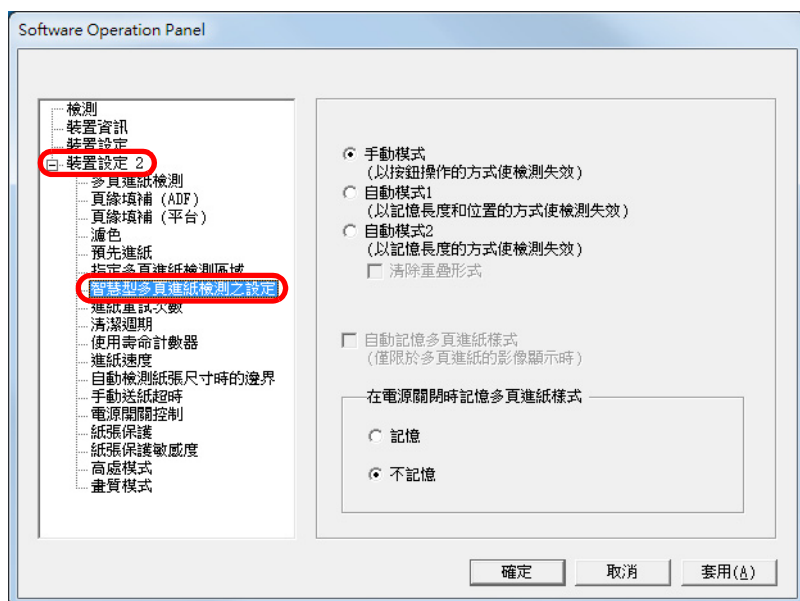 Software Operation Panel
檢測
裝置資訊
裝置設定
裝置設定 2
多頁進紙檢測
頁緣填補 (ADF)
頁緣填補 (平台)
濾色
預先進紙
指定多頁進紙檢測區域
智慧型多頁進紙檢測之設定
進紙重試次數
清潔週期
使用壽命計數器
進紙速度
自動檢測紙張尺寸時的邊界
手動送紙超時
電源開關控制
紙張保護
紙張保護敏感度
高處模式
畫質模式
手動模式
(以按鈕操作的方式使檢測失效)
自動模式1
(以記憶長度和位置的方式使檢測失效)
自動模式2
(以記憶長度的方式使檢測失效)
清除重疊形式
自動記憶多頁進紙樣式
(僅限於多頁進紙的影像顯示時)
在電源關閉時記憶多頁進紙樣式
記憶
不記憶
確定
取消
套用(A)